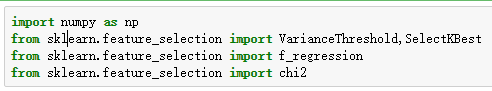 import numpy as np
from sklearn.feature_selection import VarianceThreshold,SelectKBest
from sklearn.feature_selection import f_regression
from sklearn.feature_selection import chi2